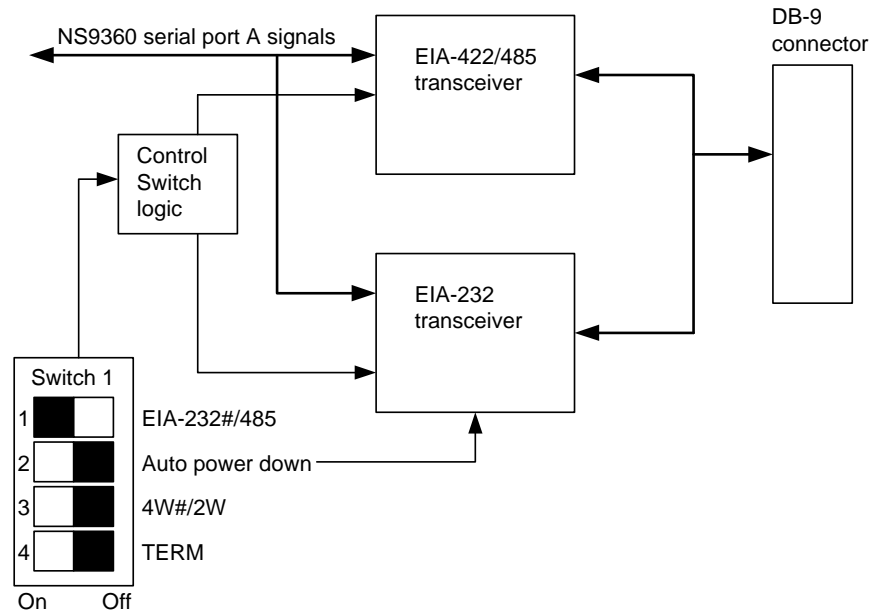 DB-9
connector
NS9360 serial port A signals
EIA-422/485
transceiver
Control
Switch
logic
EIA-232
transceiver
Switch 1
1 EIA-232#/485
2 Auto power down
3 4W#/2W
4 TERM
On Off